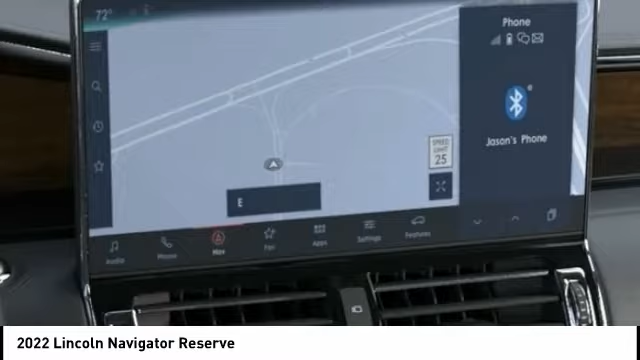 72°
Phone
Jason's Phone
SPEED
LIMIT
25
E
Audio
Phone
Nav
Fav
Apps
Settings
Features
2022 Lincoln Navigator Reserve